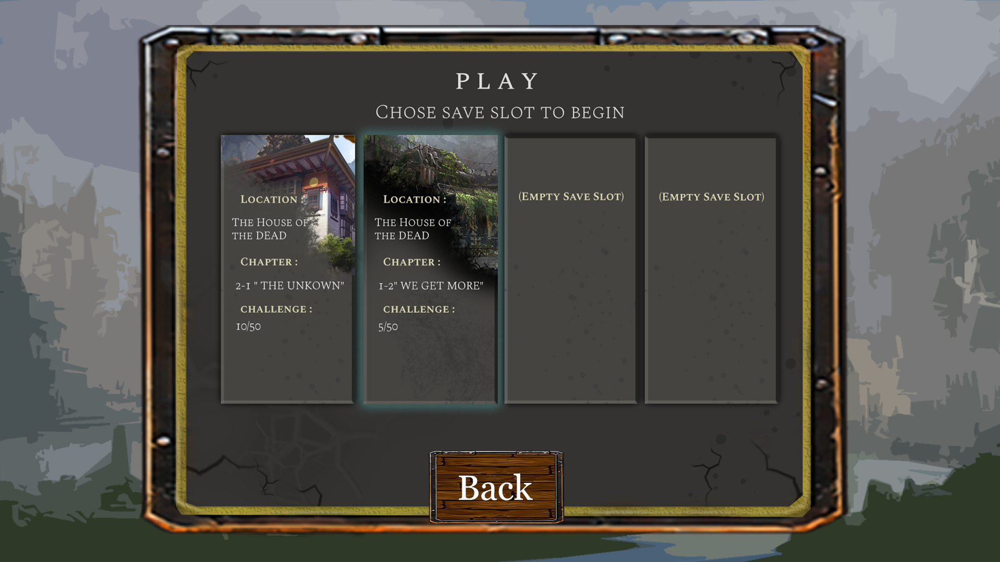 PLAY
CHOSE SAVE SLOT TO BEGIN
LOCATION :
THE HOUSE OF
THE DEAD
CHAPTER :
2-1 " THE UNKOWN"
CHALLENGE :
10/50
LOCATION :
THE HOUSE OF
THE DEAD
CHAPTER :
1-2" WE GET MORE"
CHALLENGE :
5/50
(EMPTY SAVE SLOT)
(EMPTY SAVE SLOT)
Back